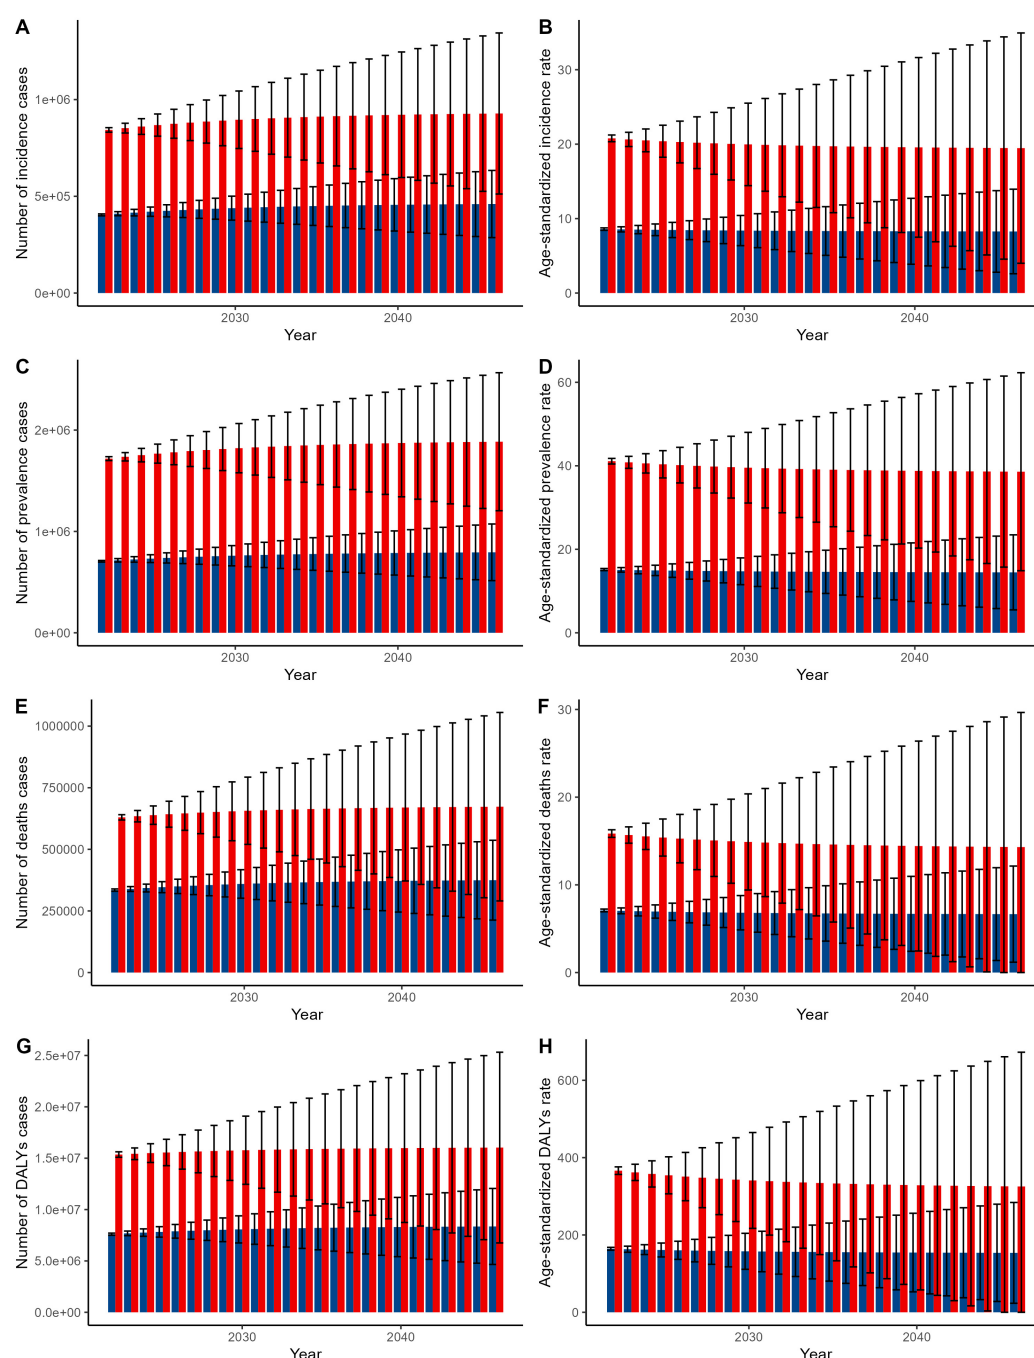 A
Number of incidence cases
1e+06
5e+05
0e+00
2030
2040
Year
B
Age-standardized incidence rate
30
20
10
0
2030
2040
Year
C
Number of prevalence cases
2e+06
1e+06
0e+00
2030
2040
Year
D
Age-standardized prevalence rate
60
40
20
0
2030
2040
Year
E
Number of deaths cases
1000000
750000
500000
250000
0
2030
2040
Year
F
Age-standardized deaths rate
30
20
10
0
2030
2040
Year
G
Number of DALYs cases
2.5e+07
2.0e+07
1.5e+07
1.0e+07
5.0e+06
0.0e+00
2030
2040
Year
H
Age-standardized DALYs rate
600
400
200
0
2030
2040
Year